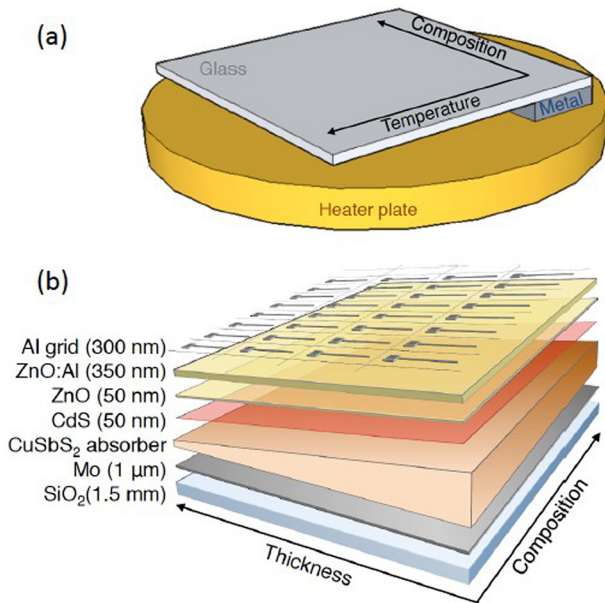 (a)
Composition
Glass
Temperature
Metal
Heater plate
(b)
Al grid (300 nm)
ZnO:Al (350 nm)
ZnO (50 nm)
CdS (50 nm)
CuSbS₂ absorber
Mo (1 µm)
SiO₂(1.5 mm)
Thickness
Composition